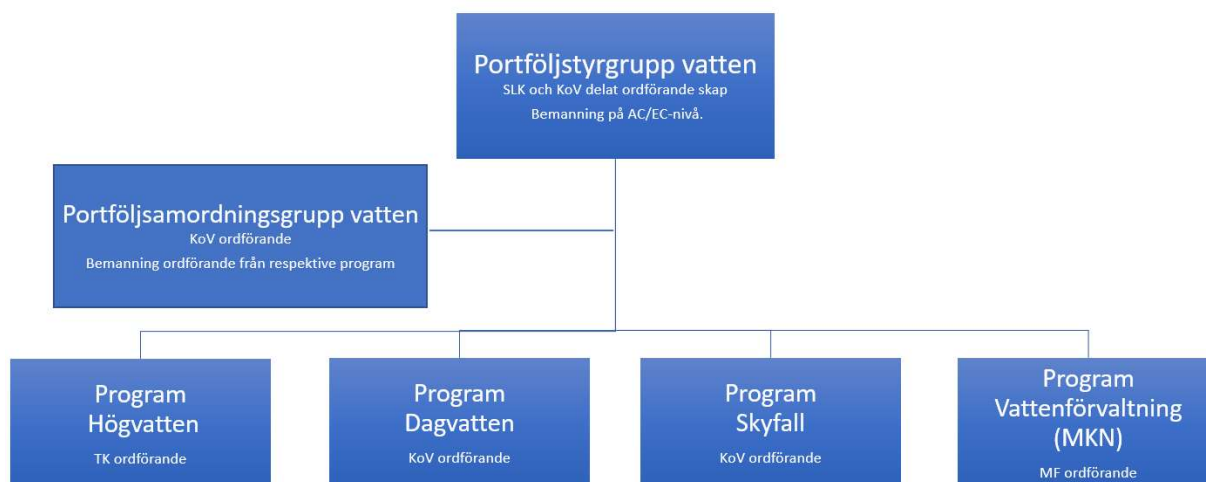 Portföljstyrgrupp vatten
SLK och KoV delat ordförande skap
Bemanning på AC/EC-nivå.
Portföljsamordningsgrupp vatten
KoV ordförande
Bemanning ordförande från respektive program
Program
Högvatten
TK ordförande
Program
Dagvatten
KoV ordförande
Program
Skyfall
KoV ordförande
Program
Vattenförvaltning
(MKN)
MF ordförande